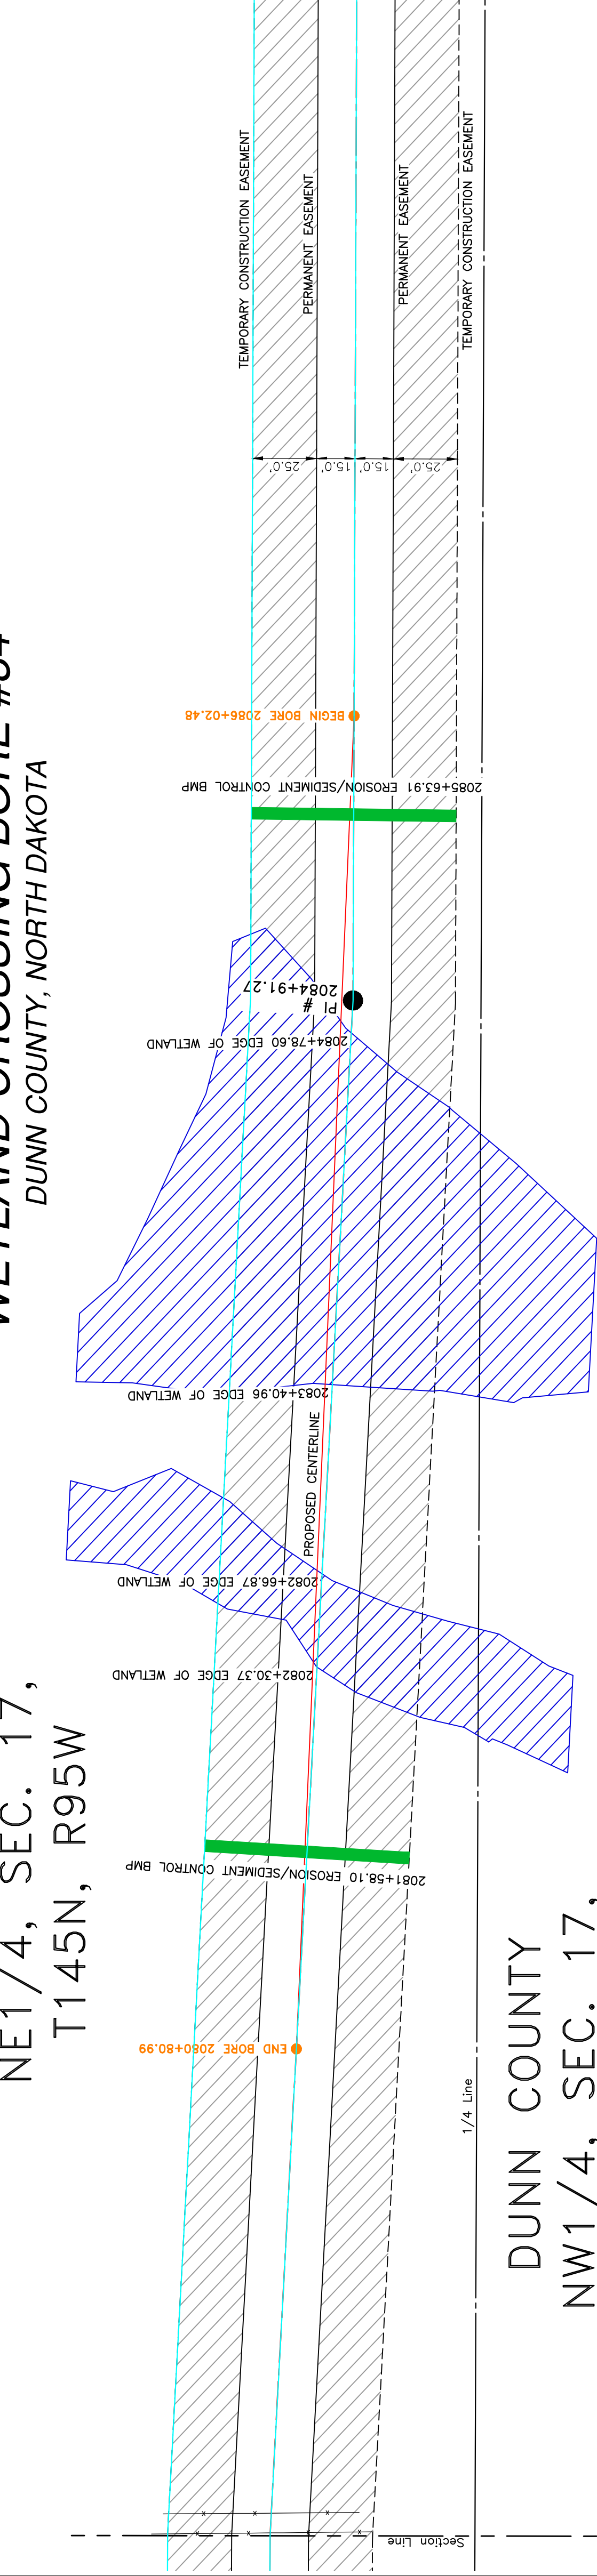 DUNN COUNTY, NORTH DAKOTA
TEMPORARY CONSTRUCTION EASEMENT
PERMANENT EASEMENT
PERMANENT EASEMENT
TEMPORARY CONSTRUCTION EASEMENT
25.0'
15.0'
15.0'
25.0'
BEGIN BORE 2086+02.48
2085+63.91 EROSION/SEDIMENT CONTROL BMP
PI #
2084+91.27
2084+78.60 EDGE OF WETLAND
2083+40.96 EDGE OF WETLAND
PROPOSED CENTERLINE
2082+66.87 EDGE OF WETLAND
2082+30.37 EDGE OF WETLAND
NE1/4, SEC. 17,
T145N, R95W
2081+58.10 EROSION/SEDIMENT CONTROL BMP
END BORE 2080+80.99
1/4 Line
DUNN COUNTY
NW1/4, SEC. 17,
Section Line